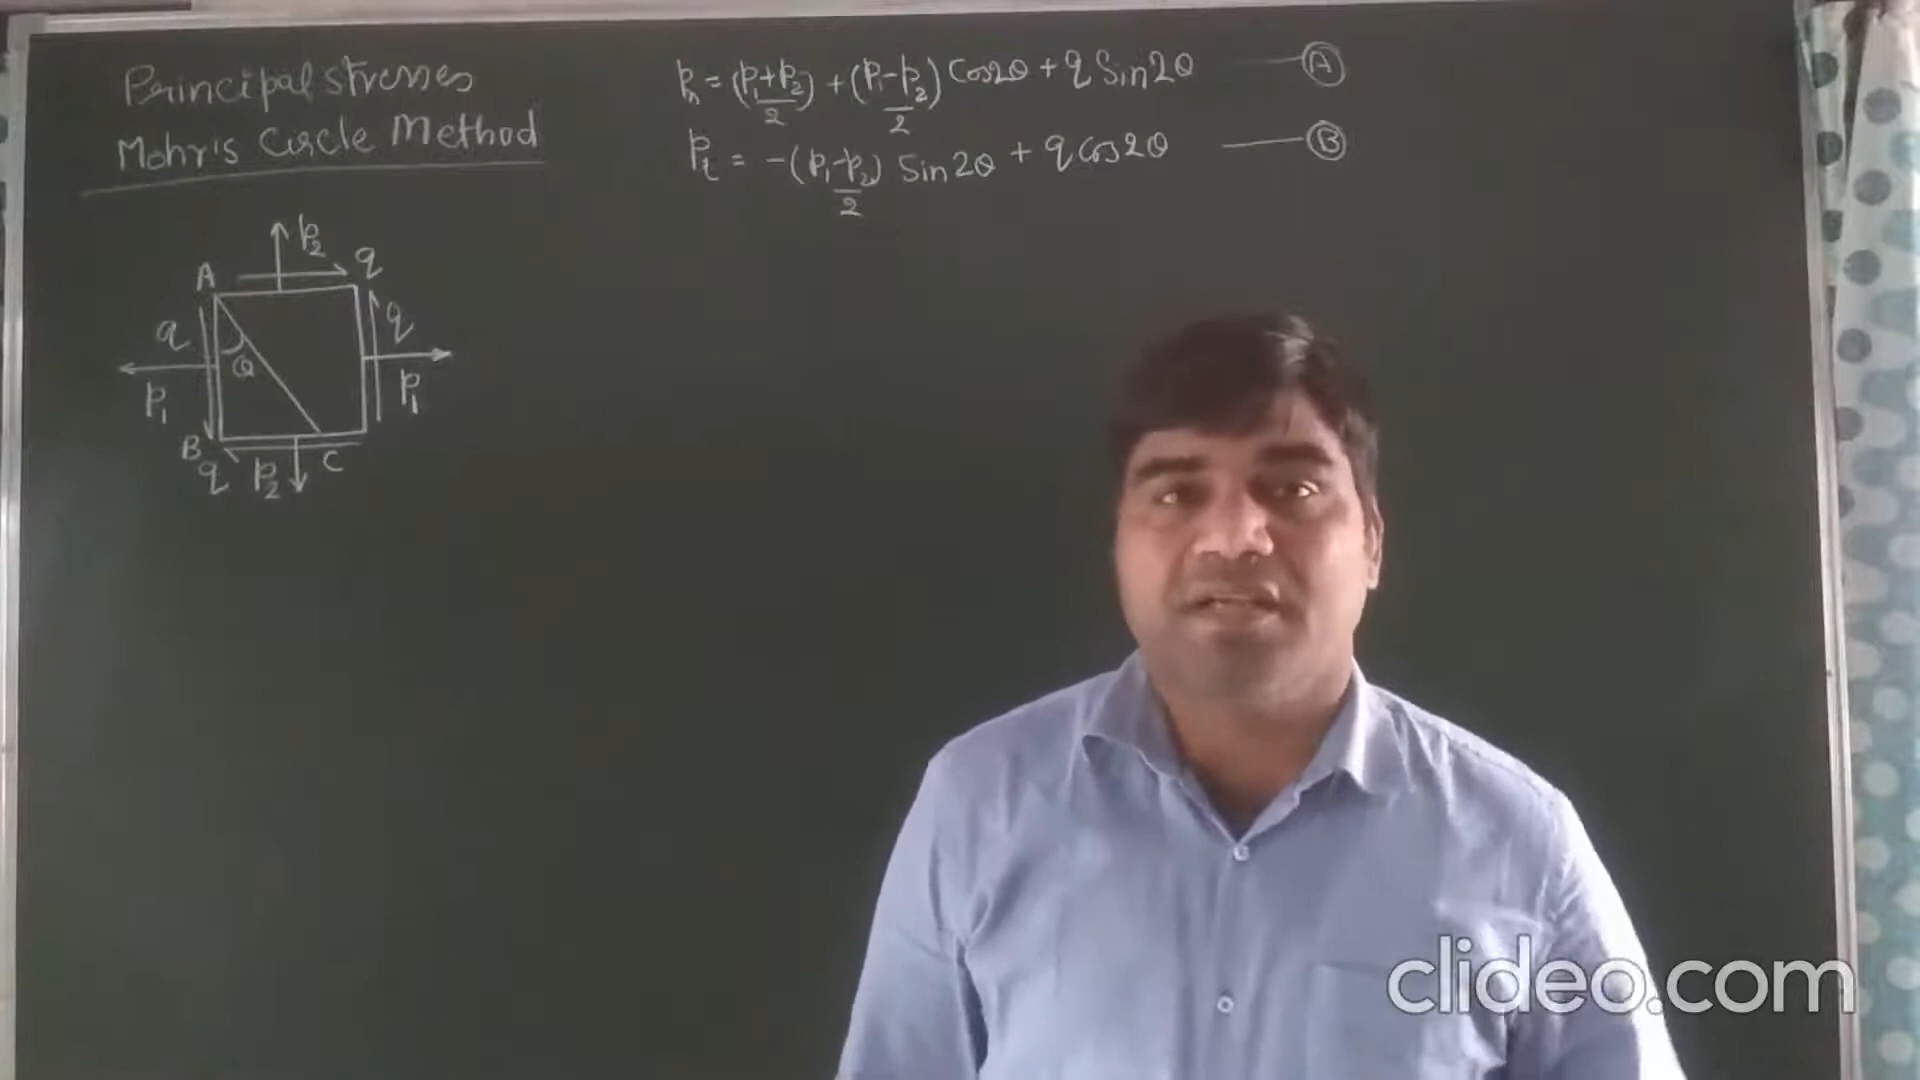 Principal stresses
Mohr's Circle Method
Pn = (P1+P2)/2 + (P1-P2)/2 Cos2θ + q Sin2θ — A
Pt = -(P1-P2)/2 Sin2θ + q cos2θ — B
P2
A
q
q
q
θ
P1
P1
B
C
q
P2
clideo.com